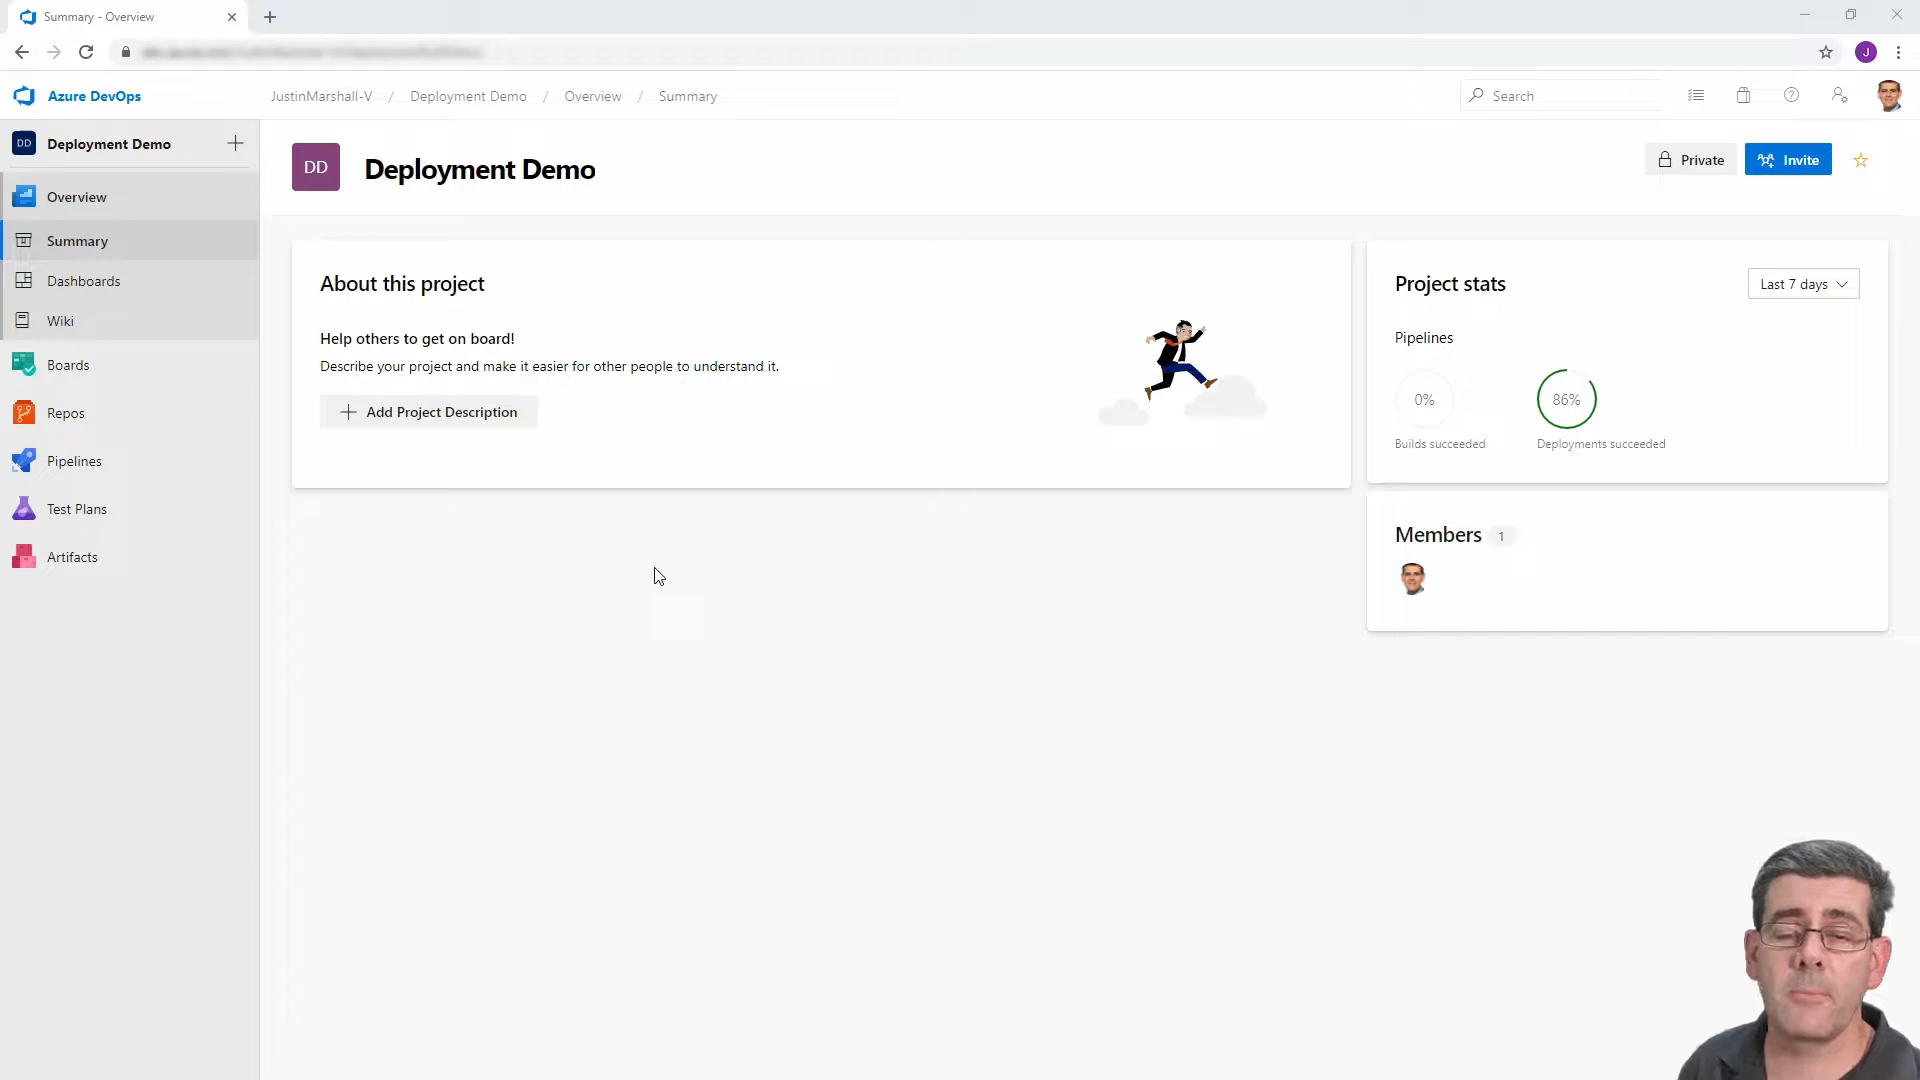 Summary - Overview
J
Azure DevOps
JustinMarshall-V / Deployment Demo / Overview / Summary
Search
DD Deployment Demo
Overview
Summary
Dashboards
Wiki
Boards
Repos
Pipelines
Test Plans
Artifacts
DD Deployment Demo
Private
Invite
About this project
Help others to get on board!
Describe your project and make it easier for other people to understand it.
Add Project Description
Project stats
Last 7 days
Pipelines
0%
Builds succeeded
86%
Deployments succeeded
Members 1